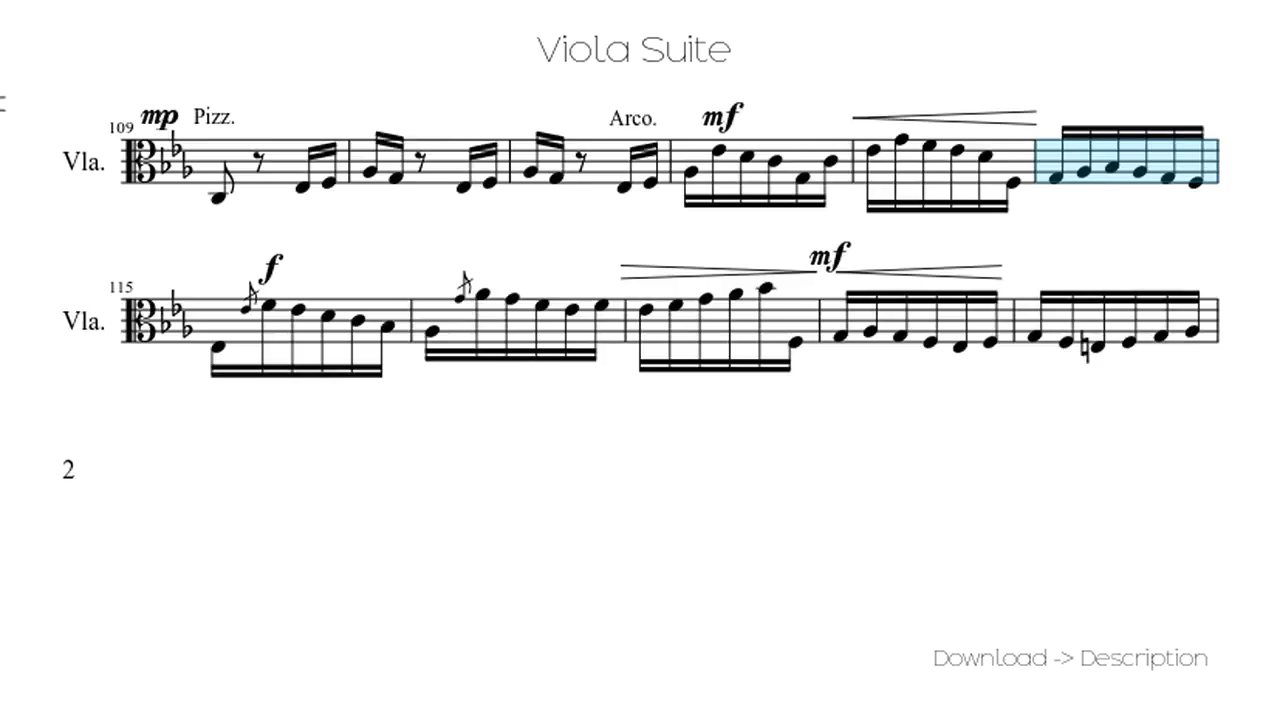 Viola Suite
mp Pizz. Arco. mf
109
Vla.
f mf
115
Vla.
2
Download -> Description